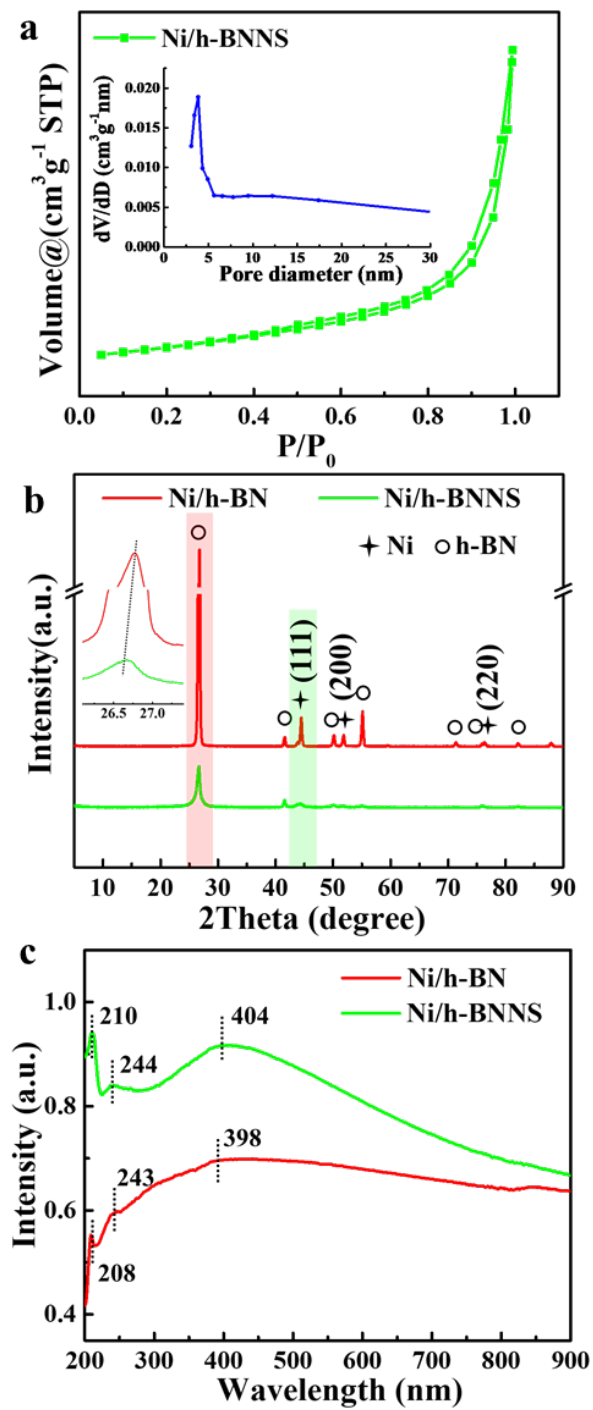 a
Ni/h-BNNS
Volume@(cm³g⁻¹ STP)
dV/dD (cm³g⁻¹nm)
0.020
0.015
0.010
0.005
0.000
0 5 10 15 20 25 30
Pore diameter (nm)
0.0 0.2 0.4 0.6 0.8 1.0
P/P₀
b
Ni/h-BN Ni/h-BNNS
Ni h-BN
Intensity(a.u.)
26.6 27.0
(111)
(200)
(220)
10 20 30 40 50 60 70 80 90
2Theta (degree)
c
Ni/h-BN
Ni/h-BNNS
Intensity (a.u.)
1.0
0.8
0.6
0.4
210
244
404
243
398
208
200 300 400 500 600 700 800 900
Wavelength (nm)